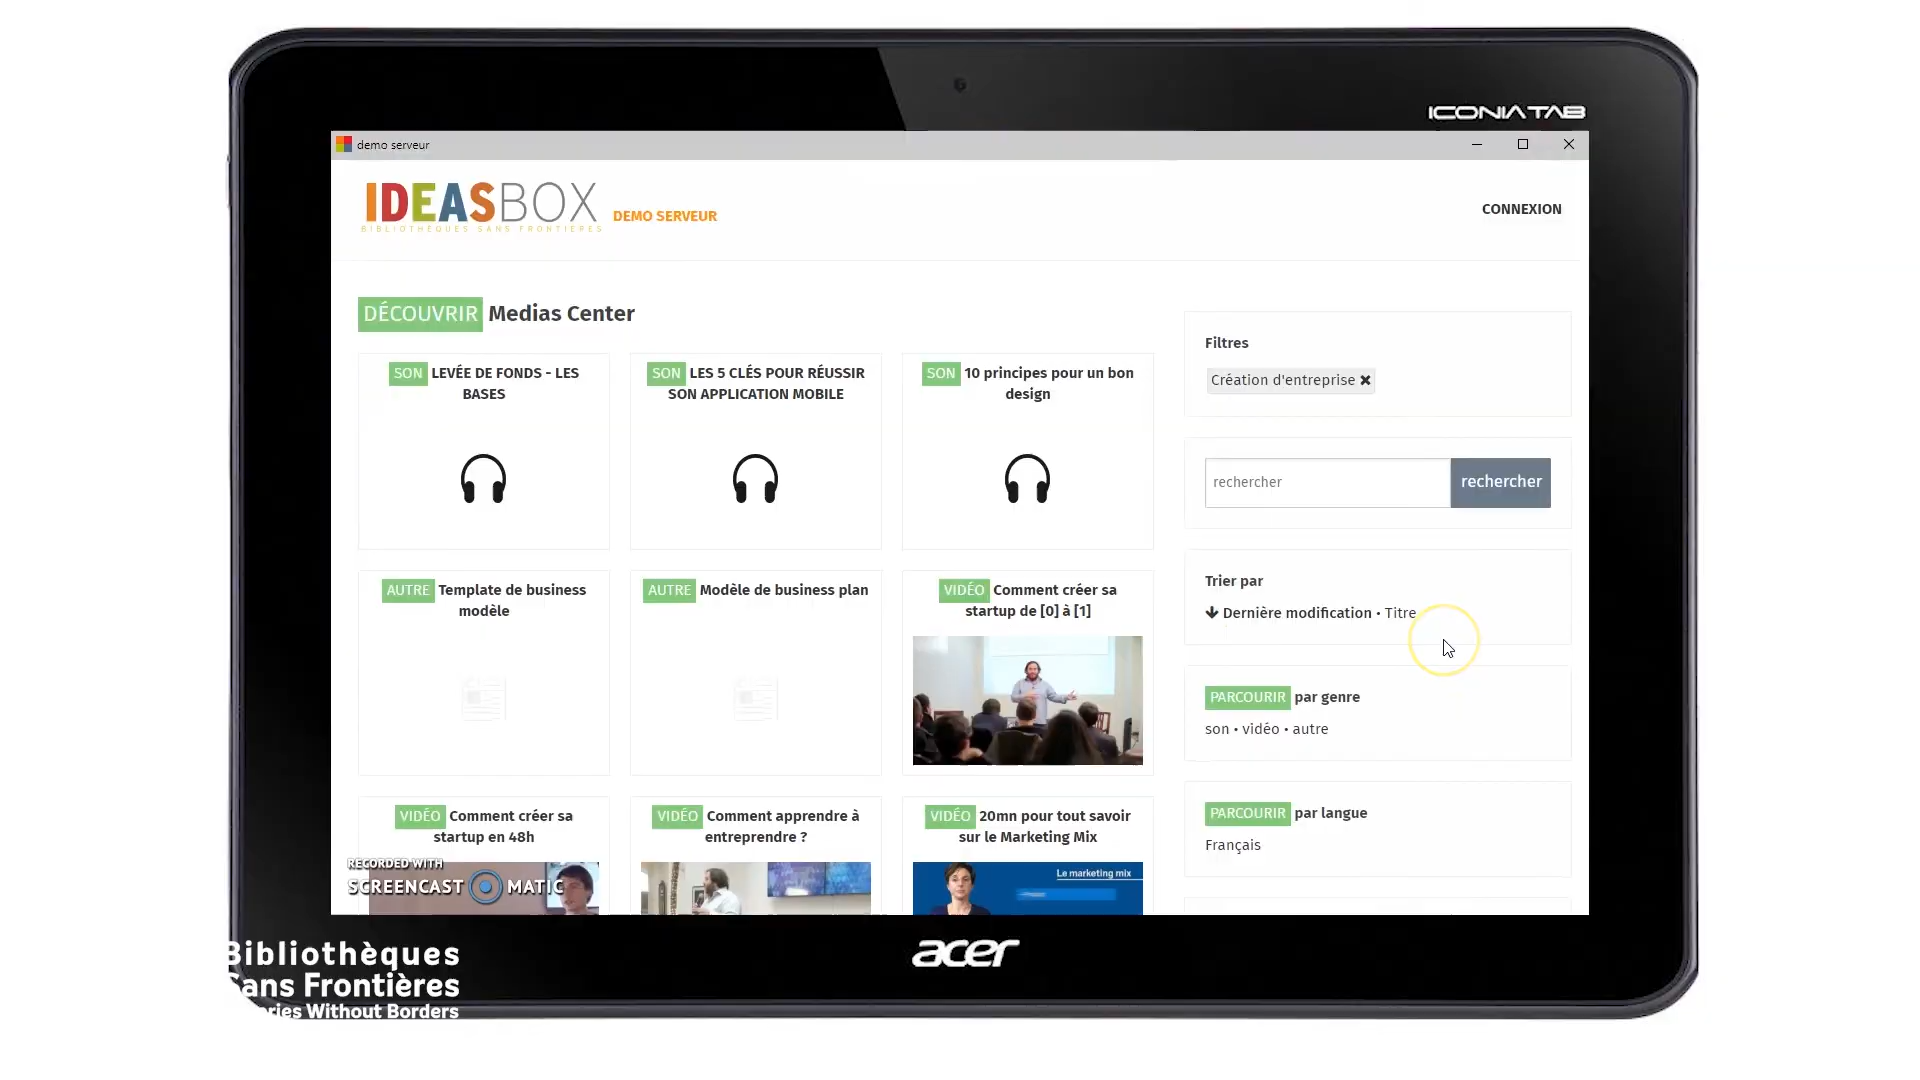 ICONIA TAB
demo serveur
IDEASBOX
BIBLIOTHÈQUES SANS FRONTIÈRES
DEMO SERVEUR
CONNEXION
DÉCOUVRIR Medias Center
SON LEVÉE DE FONDS - LES
BASES
SON LES 5 CLÉS POUR RÉUSSIR
SON APPLICATION MOBILE
SON 10 principes pour un bon
design
AUTRE Template de business
modèle
AUTRE Modèle de business plan
VIDÉO Comment créer sa
startup de [0] à [1]
VIDÉO Comment créer sa
startup en 48h
VIDÉO Comment apprendre à
entreprendre ?
VIDÉO 20mn pour tout savoir
sur le Marketing Mix
Le marketing mix
Filtres
Création d'entreprise
rechercher
rechercher
Trier par
Dernière modification • Titre
PARCOURIR par genre
son • vidéo • autre
PARCOURIR par langue
Français
RECORDED WITH
SCREENCAST MATIC
acer
Bibliothèques
Sans Frontières
ries Without Borders